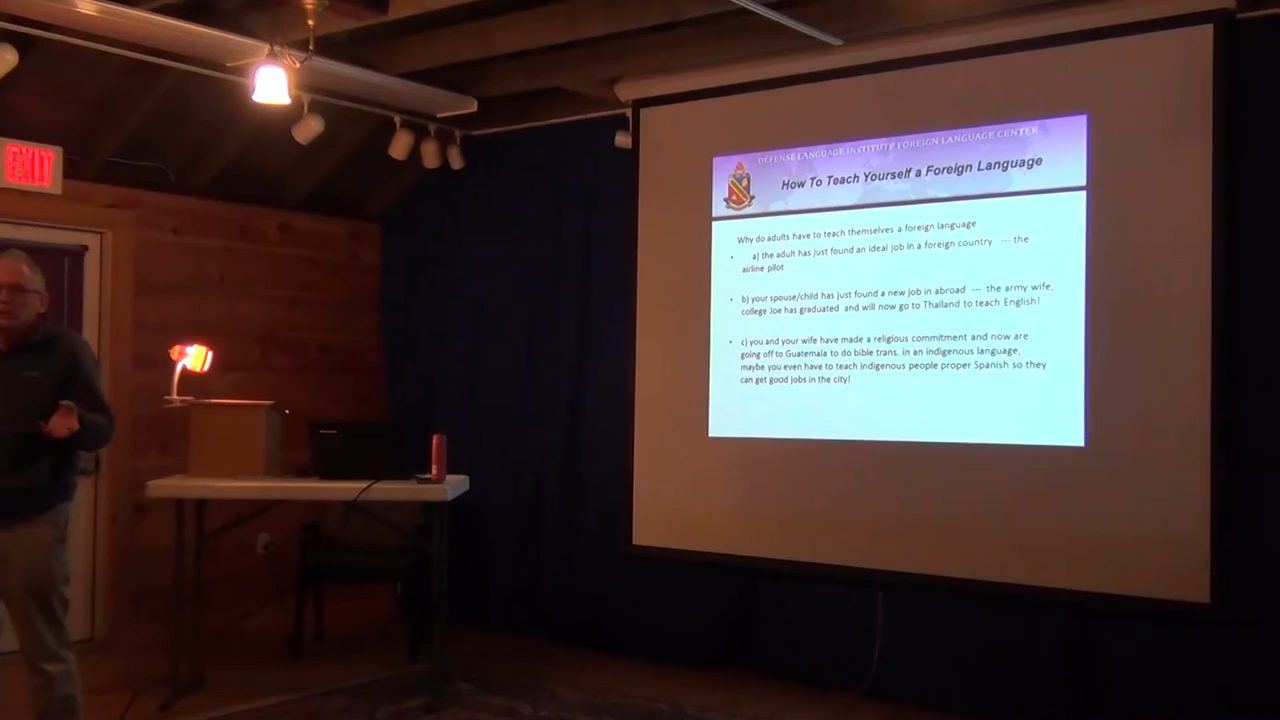 EXIT
DEFENSE LANGUAGE INSTITUTE FOREIGN LANGUAGE CENTER
How To Teach Yourself a Foreign Language
Why do adults have to teach themselves a foreign language
• a) the adult has just found an ideal job in a foreign country --- the
airline pilot
• b) your spouse/child has just found a new job in abroad --- the army wife,
college Joe has graduated and will now go to Thailand to teach English!
• c) you and your wife have made a religious commitment and now are
going off to Guatemala to do bible trans. in an indigenous language,
maybe you even have to teach indigenous people proper Spanish so they
can get good jobs in the city!